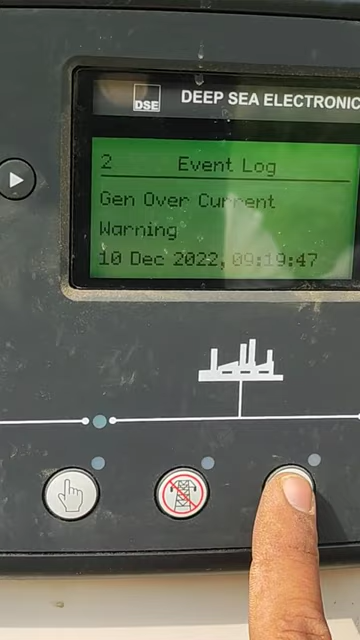 DSE DEEP SEA ELECTRONIC
2 Event Log
Gen Over Current
Warning
10 Dec 2022, 09:19:47